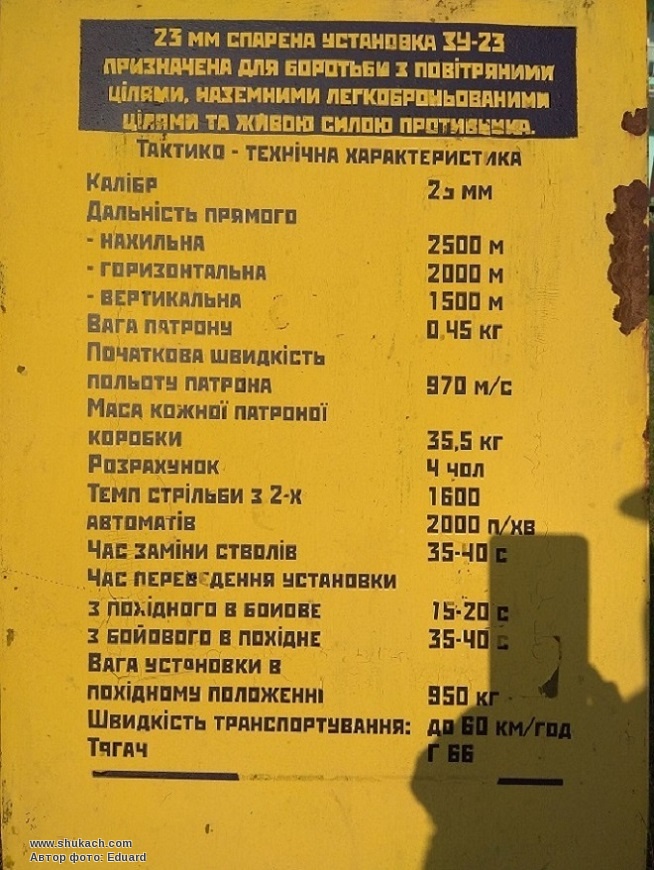 23 мм спарена установка ЗУ-23
призначена для боротьби з повітряними
цілями, наземними легкоброньованими
цілями та живою силою противника.
Тактико - технічна характеристика
Калібр 23 мм
Дальність прямого
- нахильна 2500 м
- горизонтальна 2000 м
- вертикальна 1500 м
Вага патрону 0,45 кг
Початкова швидкість
польоту патрона 970 м/с
Маса кожної патроної
коробки 35,5 кг
Розрахунок 4 чол
Темп стрільби з 2-х 1600
автоматів 2000 п/хв
Час заміни стволів 35-40 с
Час переведення установки
з похідного в бойове 15-20 с
з бойового в похідне 35-40 с
Вага установки в
похідному положенні 950 кг
Швидкість транспортування: до 60 км/год
Тягач Г 66
www.shukach.com
Автор фото: Eduard